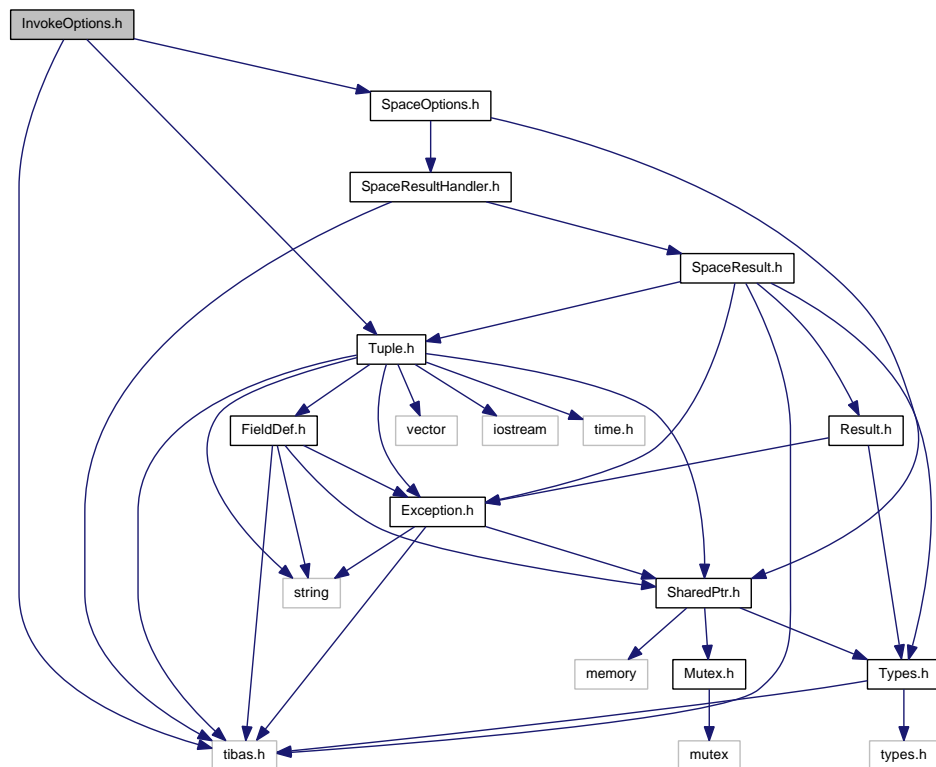 InvokeOptions.h
SpaceOptions.h
SpaceResultHandler.h
SpaceResult.h
Tuple.h
FieldDef.h
vector
iostream
time.h
Result.h
Exception.h
string
SharedPtr.h
memory
Mutex.h
Types.h
tibas.h
mutex
types.h